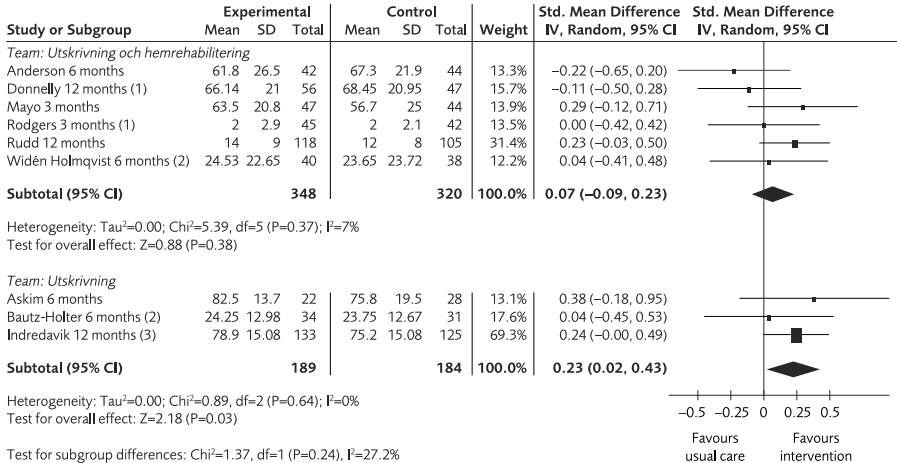 Experimental Control Std. Mean Difference Std. Mean Difference
Study or Subgroup Mean SD Total Mean SD Total Weight IV, Random, 95% CI IV, Random, 95% CI
Team: Utskrivning och hemrehabilitering
Anderson 6 months 61.8 26.5 42 67.3 21.9 44 13.3% −0.22 (−0.65, 0.20)
Donnelly 12 months (1) 66.14 21 56 68.45 20.95 47 15.7% −0.11 (−0.50, 0.28)
Mayo 3 months 63.5 20.8 47 56.7 25 44 13.9% 0.29 (−0.12, 0.71)
Rodgers 3 months (1) 2 2.9 45 2 2.1 42 13.5% 0.00 (−0.42, 0.42)
Rudd 12 months 14 9 118 12 8 105 31.4% 0.23 (−0.03, 0.50)
Widén Holmqvist 6 months (2) 24.53 22.65 40 23.65 23.72 38 12.2% 0.04 (−0.41, 0.48)
Subtotal (95% CI) 348 320 100.0% 0.07 (−0.09, 0.23)
Heterogeneity: Tau²=0.00; Chi²=5.39, df=5 (P=0.37); I²=7%
Test for overall effect: Z=0.88 (P=0.38)
Team: Utskrivning
Askim 6 months 82.5 13.7 22 75.8 19.5 28 13.1% 0.38 (−0.18, 0.95)
Bautz-Holter 6 months (2) 24.25 12.98 34 23.75 12.67 31 17.6% 0.04 (−0.45, 0.53)
Indredavik 12 months (3) 78.9 15.08 133 75.2 15.08 125 69.3% 0.24 (−0.00, 0.49)
Subtotal (95% CI) 189 184 100.0% 0.23 (0.02, 0.43)
Heterogeneity: Tau²=0.00; Chi²=0.89, df=2 (P=0.64); I²=0%
Test for overall effect: Z=2.18 (P=0.03)
Test for subgroup differences: Chi²=1.37, df=1 (P=0.24), I²=27.2%
−0.5 −0.25 0 0.25 0.5
Favours Favours
usual care intervention